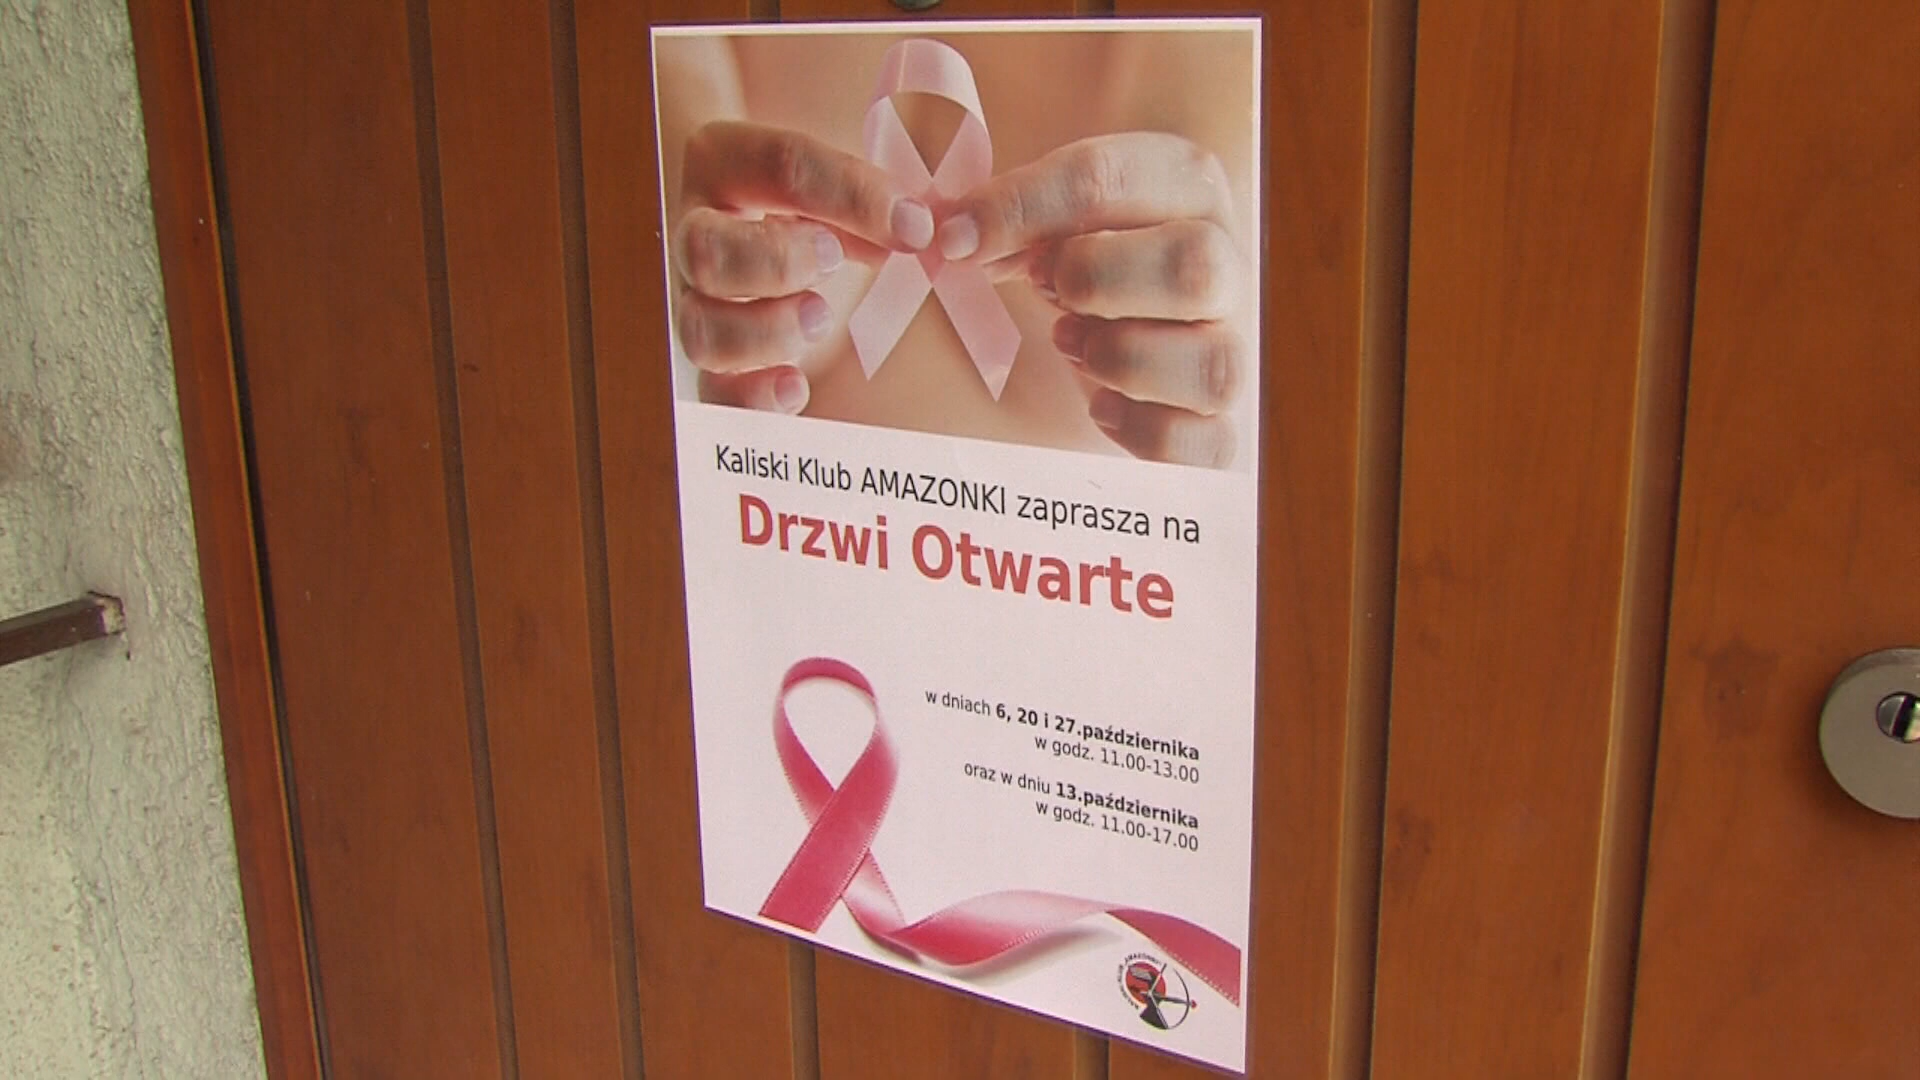 Kaliski Klub AMAZONKI zaprasza na
Drzwi Otwarte
w dniach 6, 20 i 27.października
w godz. 11.00-13.00
oraz w dniu 13.października
w godz. 11.00-17.00